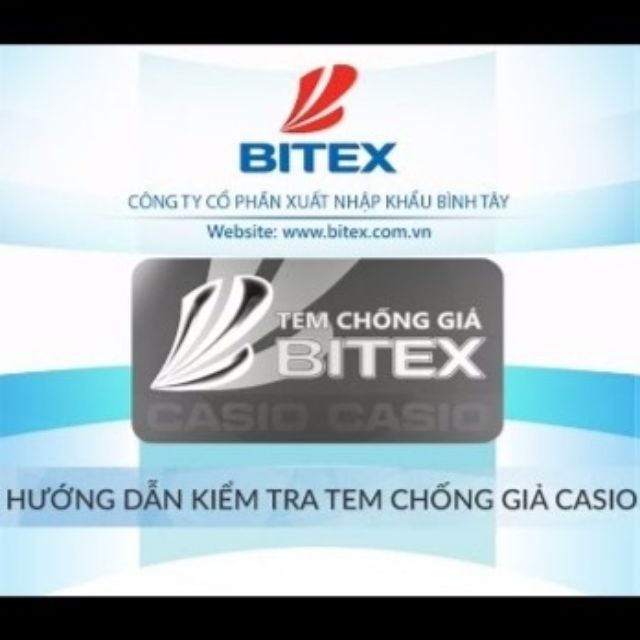 BITEX
CÔNG TY CỔ PHẦN XUẤT NHẬP KHẨU BÌNH TÂY
Website: www.bitex.com.vn
TEM CHỐNG GIẢ
BITEX
CASIO CASIO
HƯỚNG DẪN KIỂM TRA TEM CHỐNG GIẢ CASIO